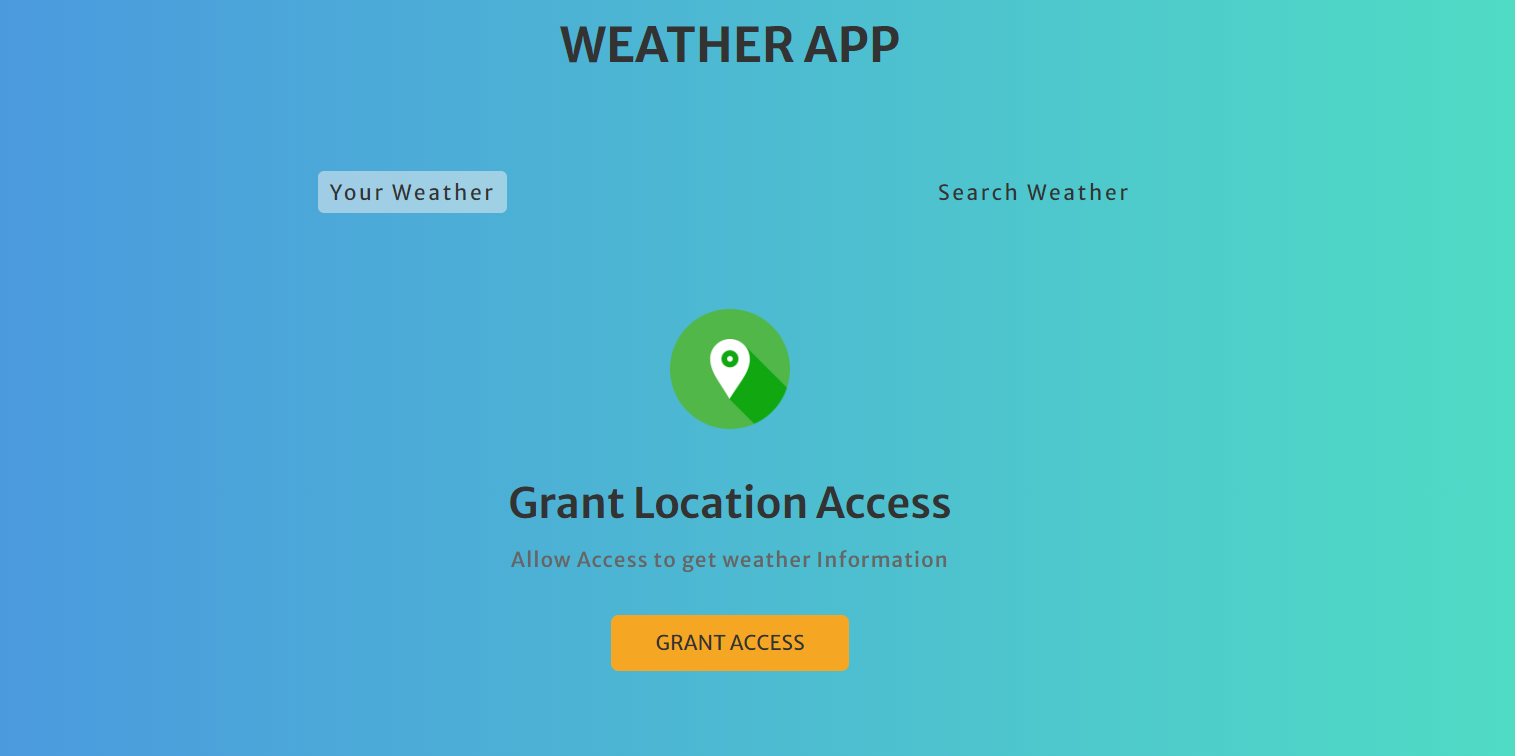 WEATHER APP
Your Weather
Search Weather
Grant Location Access
Allow Access to get weather Information
GRANT ACCESS